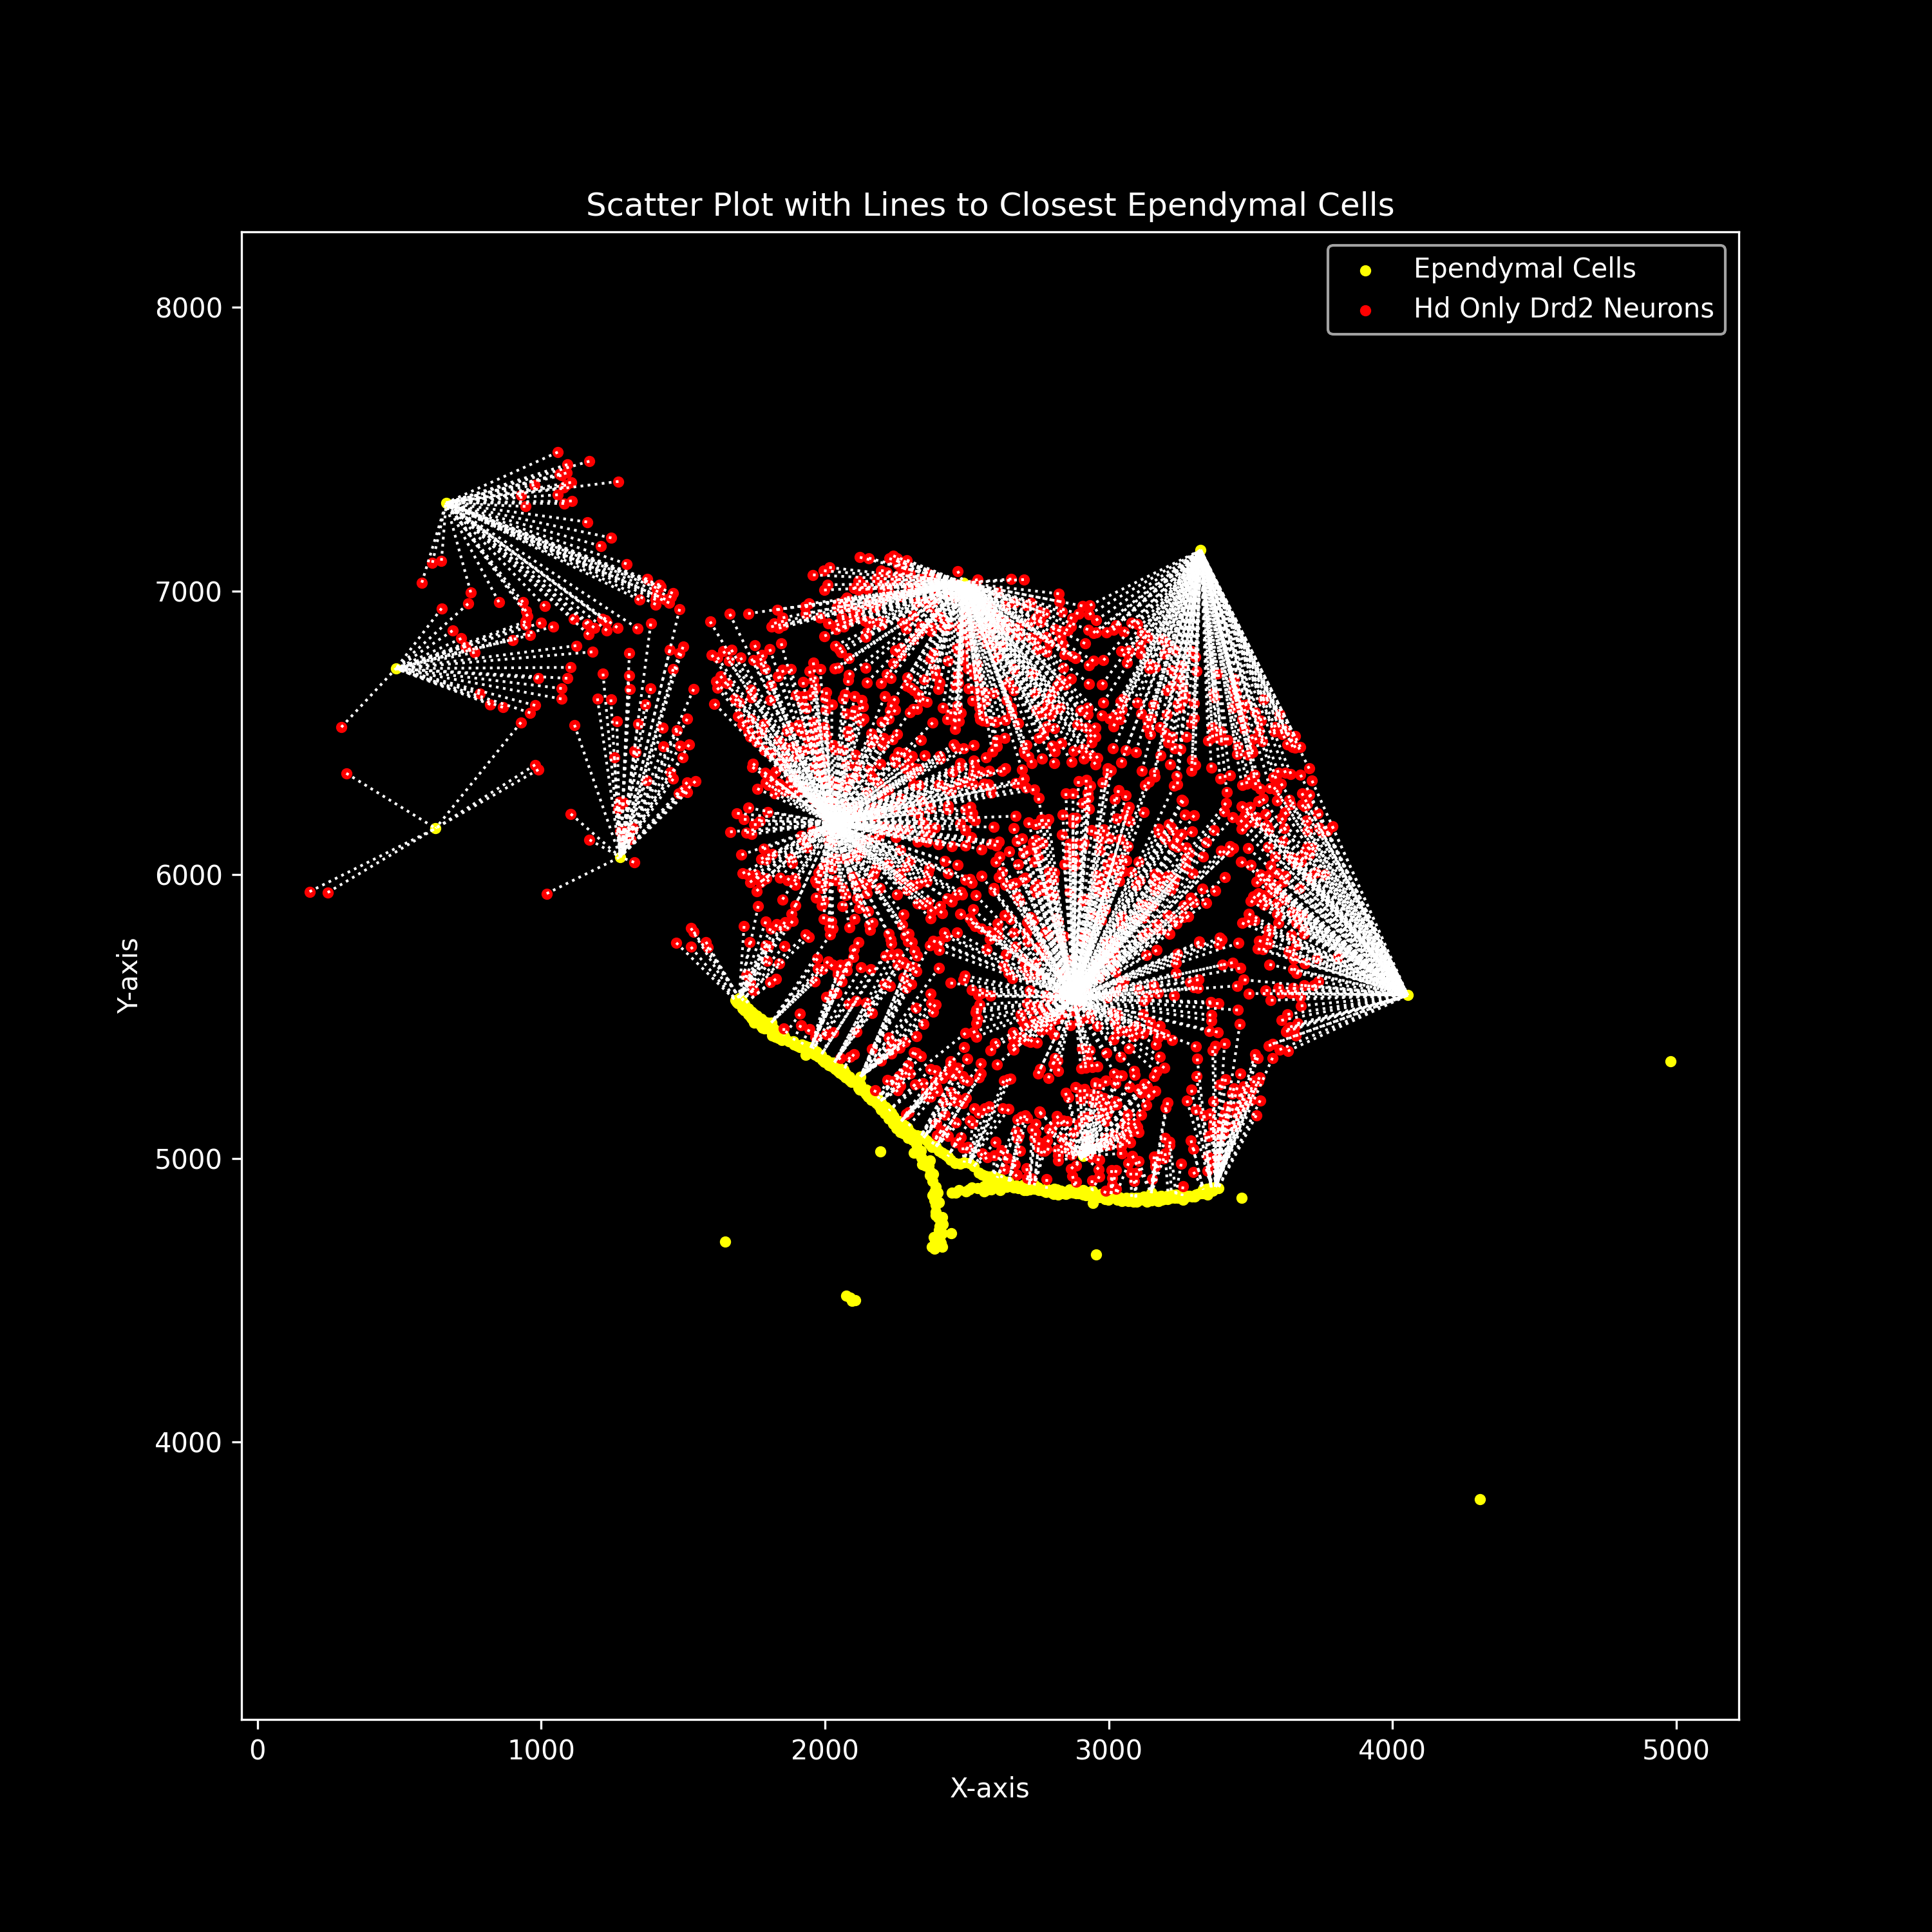 Scatter Plot with Lines to Closest Ependymal Cells
Ependymal Cells
Hd Only Drd2 Neurons
8000
7000
6000
5000
4000
Y-axis
0 1000 2000 3000 4000 5000
X-axis